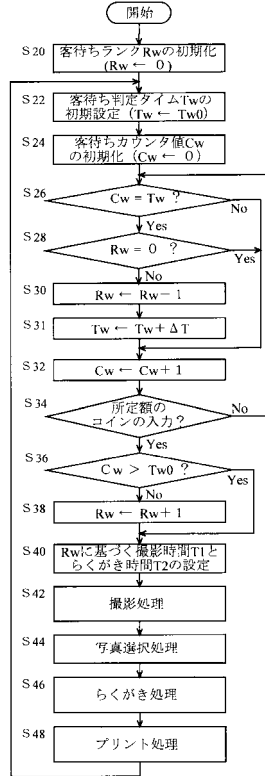 開始
S20
客待ちランクRwの初期化
(Rw ← 0)
S22
客待ち判定タイムTwの
初期設定 (Tw ← Tw0)
S24
客待ちカウンタ値Cw
の初期化 (Cw ← 0)
S26
Cw = Tw ?
No
Yes
S28
Rw = 0 ?
Yes
No
S30
Rw ← Rw−1
S31
Tw ← Tw+ΔT
S32
Cw ← Cw+1
S34
所定額の
コインの入力?
No
Yes
S36
Cw > Tw0 ?
Yes
No
S38
Rw ← Rw+1
S40
Rwに基づく撮影時間T1と
らくがき時間T2の設定
S42
撮影処理
S44
写真選択処理
S46
らくがき処理
S48
プリント処理